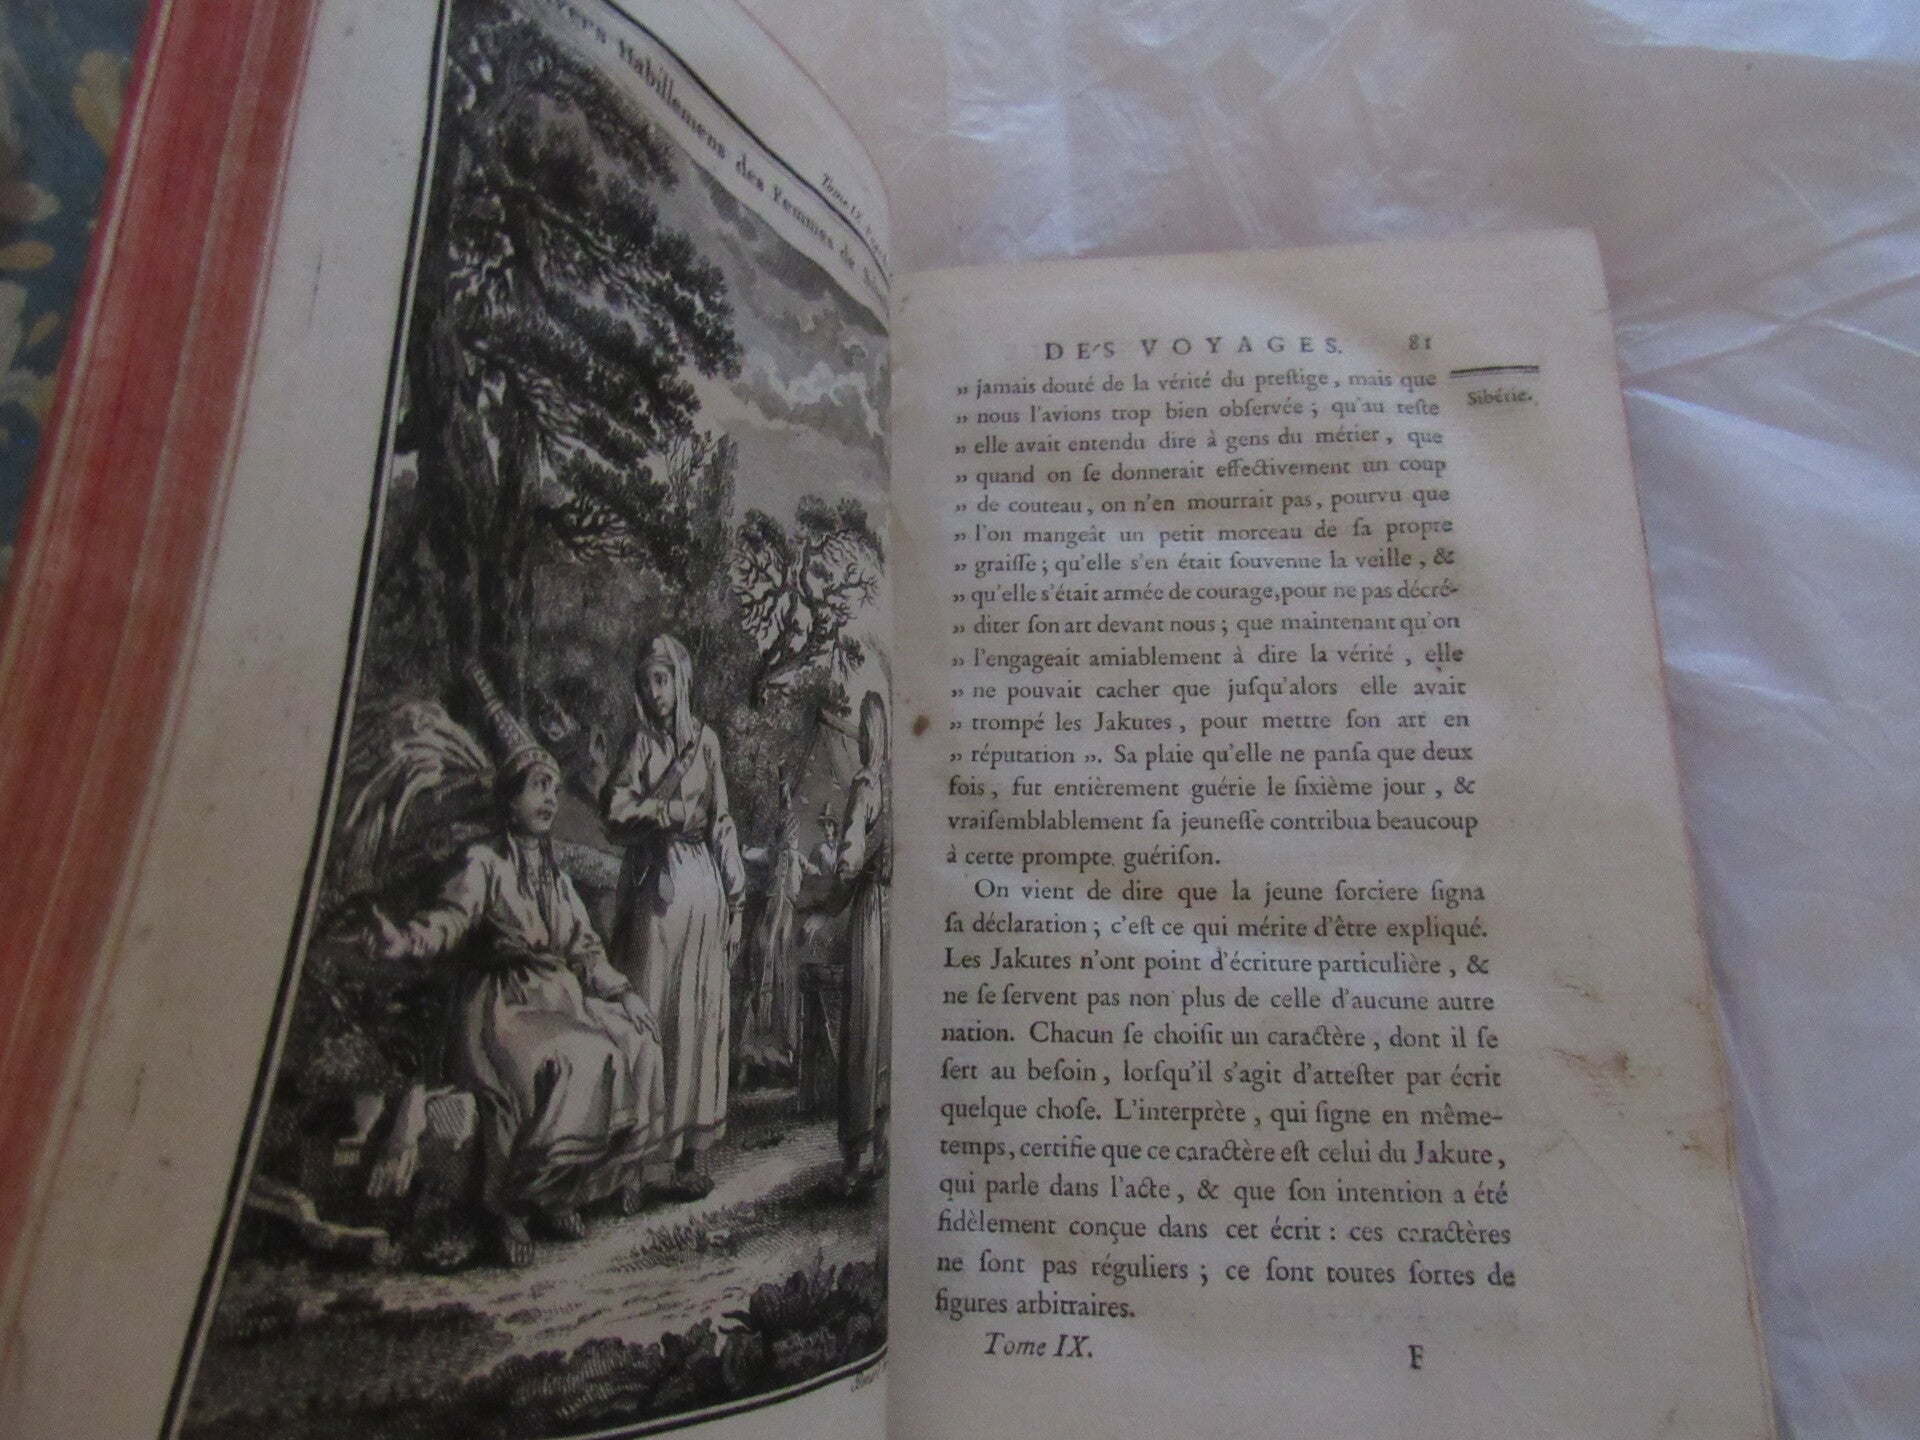 vers Habillemens des Femmes de
Tome IX.
DES VOYAGES. 81
Sibérie.
„ jamais douté de la vérité du preſtige, mais que
„ nous l'avions trop bien obſervée ; qu'au reſte
„ elle avait entendu dire à gens du métier, que
„ quand on ſe donnerait effectivement un coup
„ de couteau, on n'en mourrait pas, pourvu que
„ l'on mangeât un petit morceau de ſa propre
„ graiſſe ; qu'elle s'en était ſouvenue la veille, &
„ qu'elle s'était armée de courage, pour ne pas décré-
„ diter ſon art devant nous ; que maintenant qu'on
„ l'engageait amiablement à dire la vérité, elle
„ ne pouvait cacher que juſqu'alors elle avait
„ trompé les Jakutes, pour mettre ſon art en
„ réputation ». Sa plaie qu'elle ne panſa que deux
fois, fut entièrement guérie le ſixième jour, &
vraiſemblablement ſa jeuneſſe contribua beaucoup
à cette prompte guériſon.
On vient de dire que la jeune ſorciere ſigna
ſa déclaration ; c'eſt ce qui mérite d'être expliqué.
Les Jakutes n'ont point d'écriture particulière, &
ne ſe ſervent pas non plus de celle d'aucune autre
nation. Chacun ſe choiſit un caractère, dont il ſe
ſert au beſoin, lorſqu'il s'agit d'atteſter par écrit
quelque choſe. L'interprète, qui ſigne en même-
temps, certifie que ce caractère eſt celui du Jakute,
qui parle dans l'acte, & que ſon intention a été
fidèlement conçue dans cet écrit : ces caractères
ne ſont pas réguliers ; ce ſont toutes ſortes de
figures arbitraires.
Tome IX. F